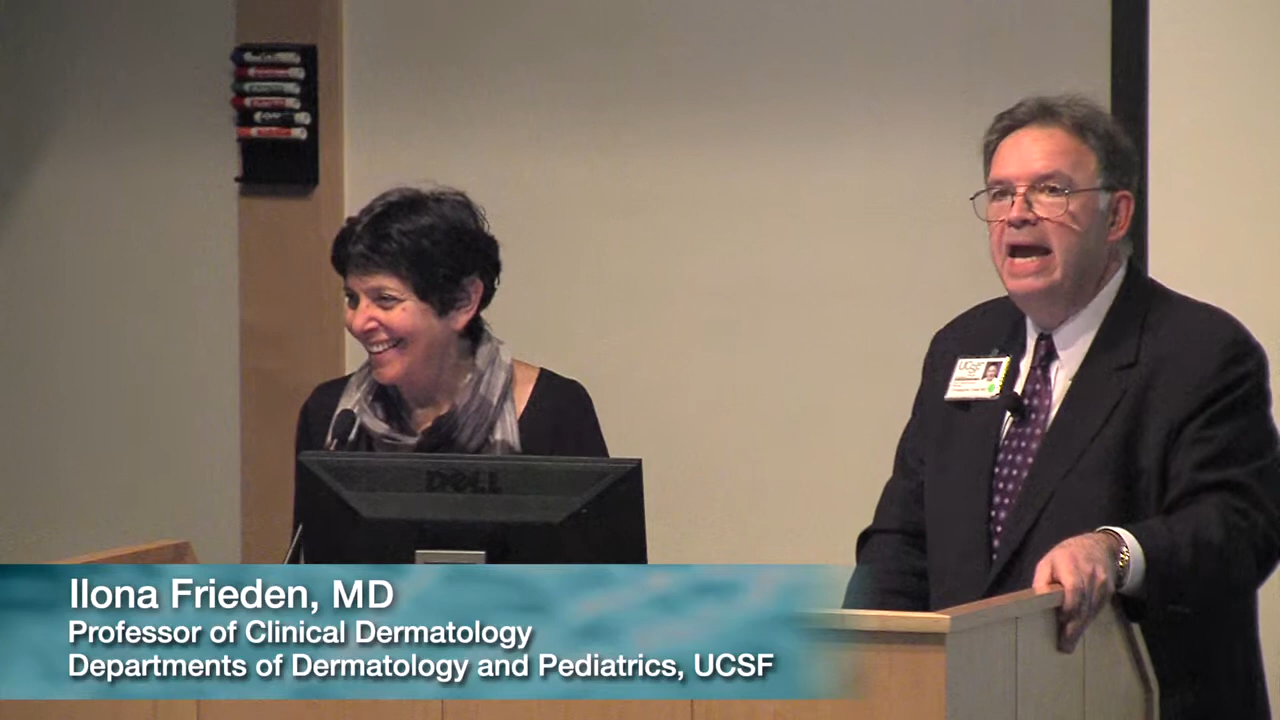 UCSF
DELL
Ilona Frieden, MD
Professor of Clinical Dermatology
Departments of Dermatology and Pediatrics, UCSF